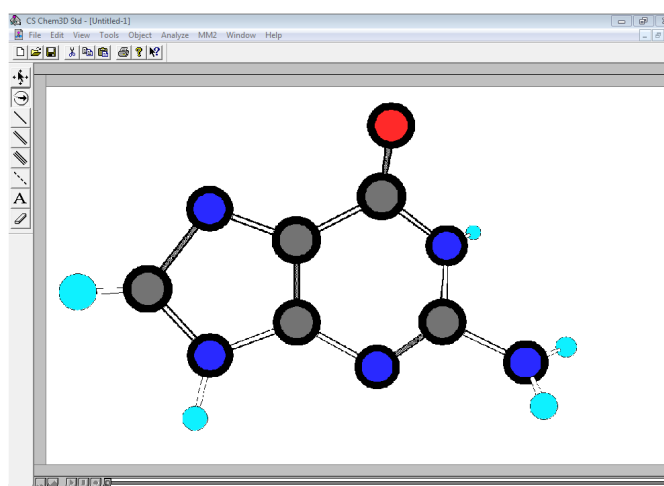 CS Chem3D Std - [Untitled-1]
File Edit View Tools Object Analyze MM2 Window Help
A